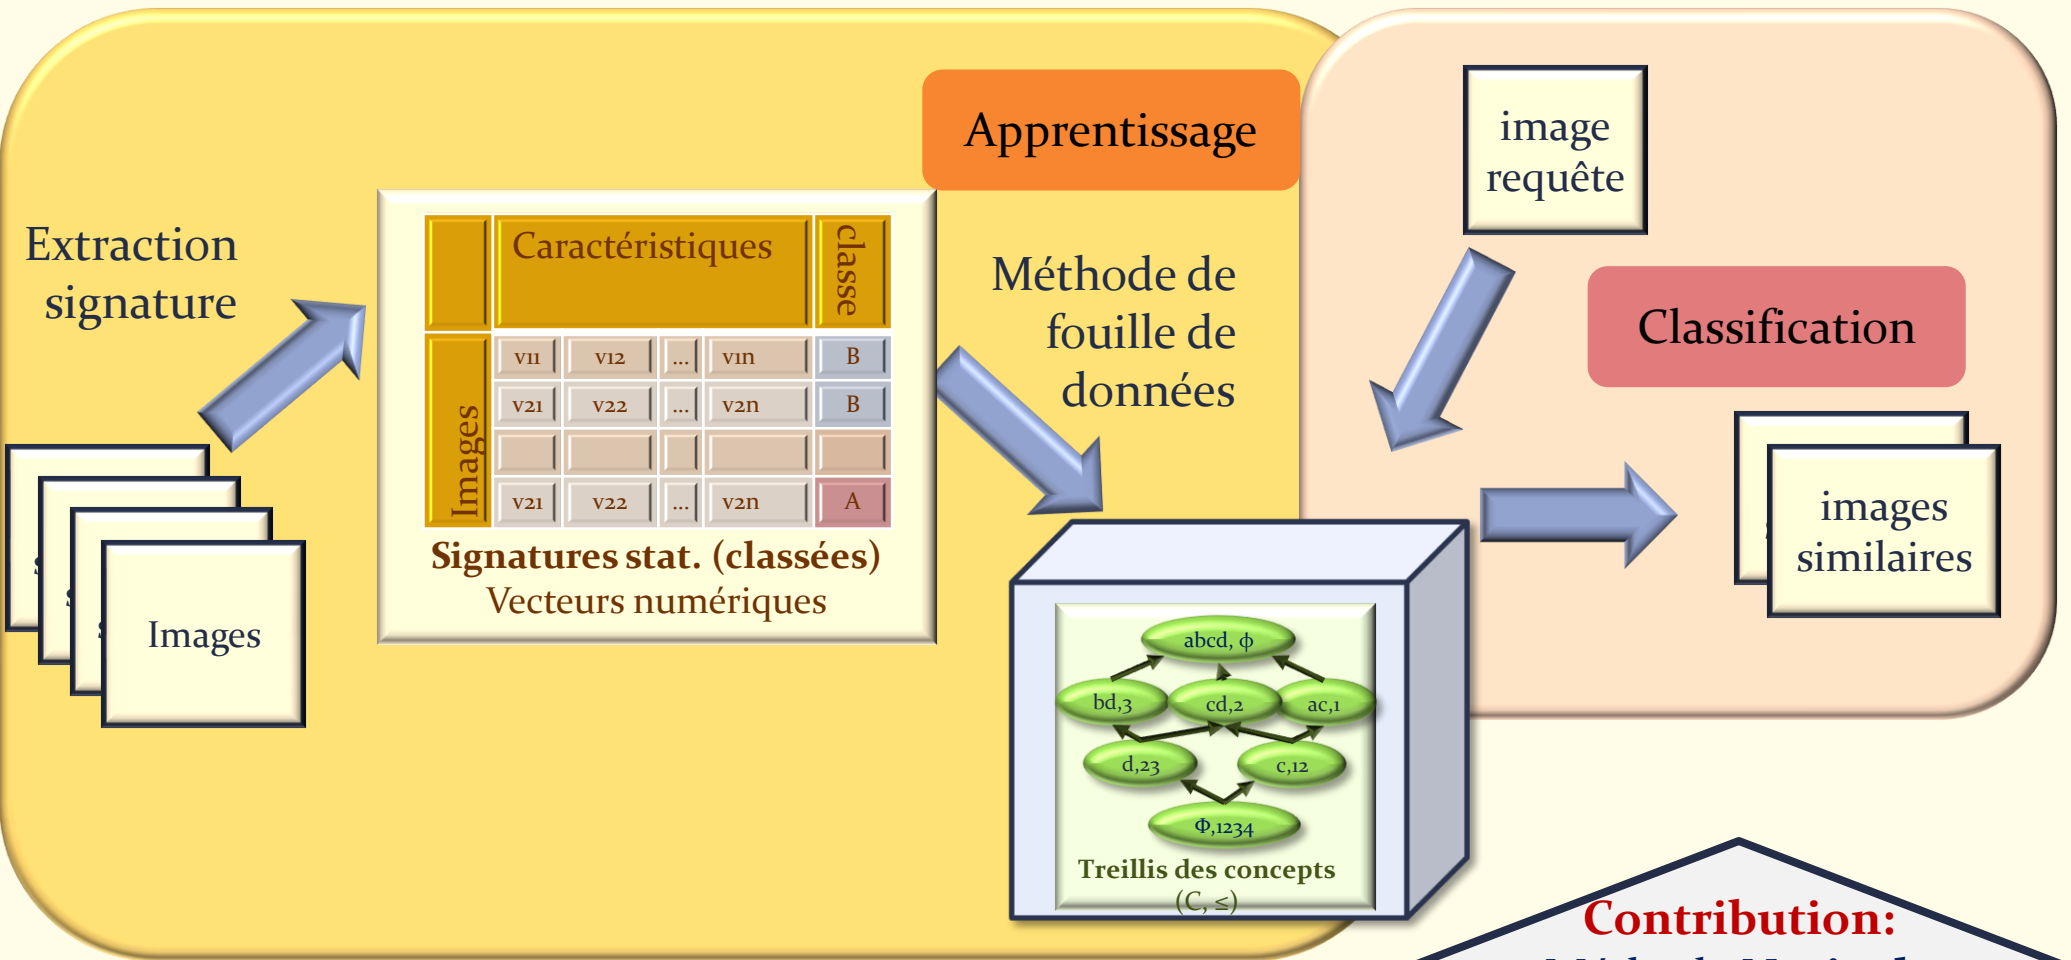 Apprentissage
image
requête
Extraction
signature
Caractéristiques
classe
Méthode de
fouille de
données
Classification
Images
v11 v12 ... v1n B
v21 v22 ... v2n B
v21 v22 ... v2n A
Signatures stat. (classées)
Vecteurs numériques
Images
images
similaires
abcd, ϕ
bd,3 cd,2 ac,1
d,23 c,12
Φ,1234
Treillis des concepts
(C, ≤)
Contribution: